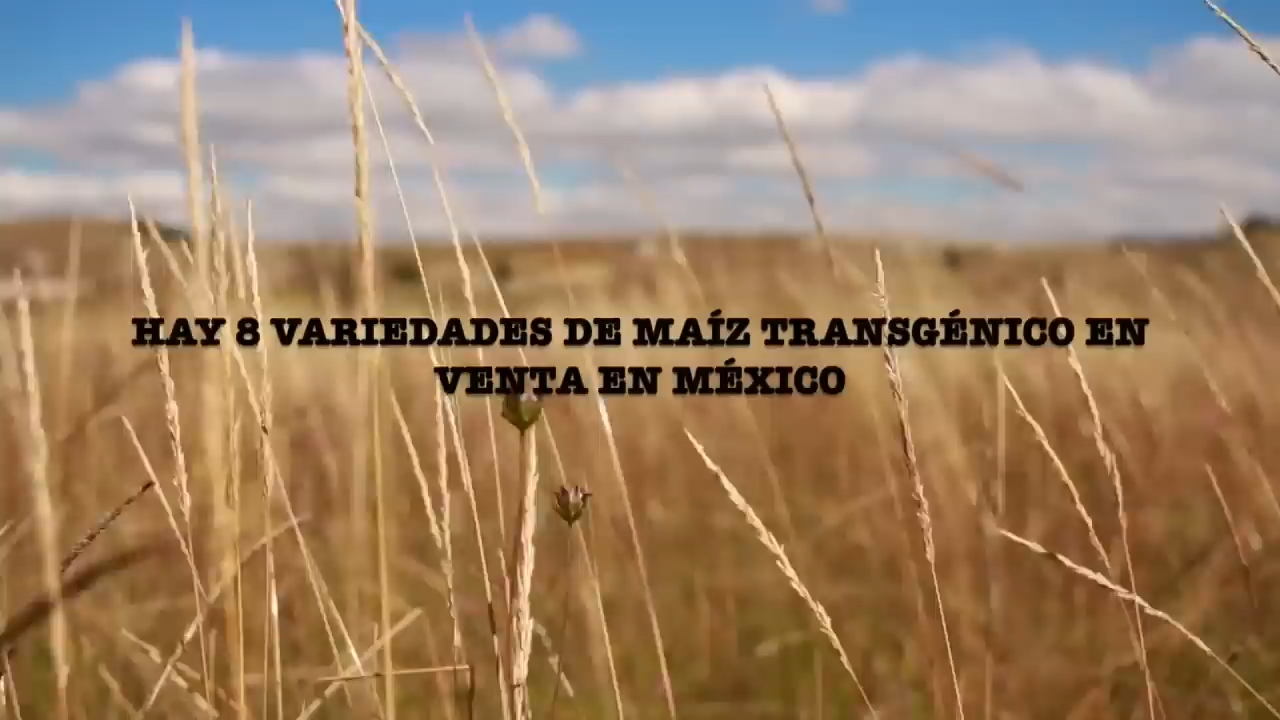 HAY 8 VARIEDADES DE MAÍZ TRANSGÉNICO EN
VENTA EN MÉXICO